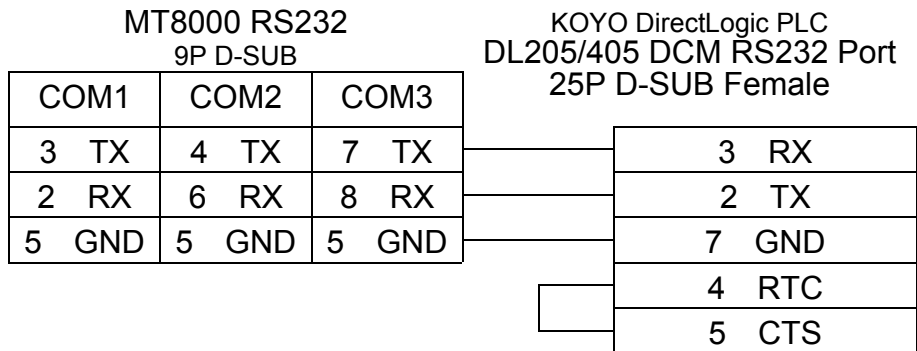 MT8000 RS232
9P D-SUB
KOYO DirectLogic PLC
DL205/405 DCM RS232 Port
25P D-SUB Female
COM1 COM2 COM3
3 TX 4 TX 7 TX 3 RX
2 RX 6 RX 8 RX 2 TX
5 GND 5 GND 5 GND 7 GND
4 RTC
5 CTS